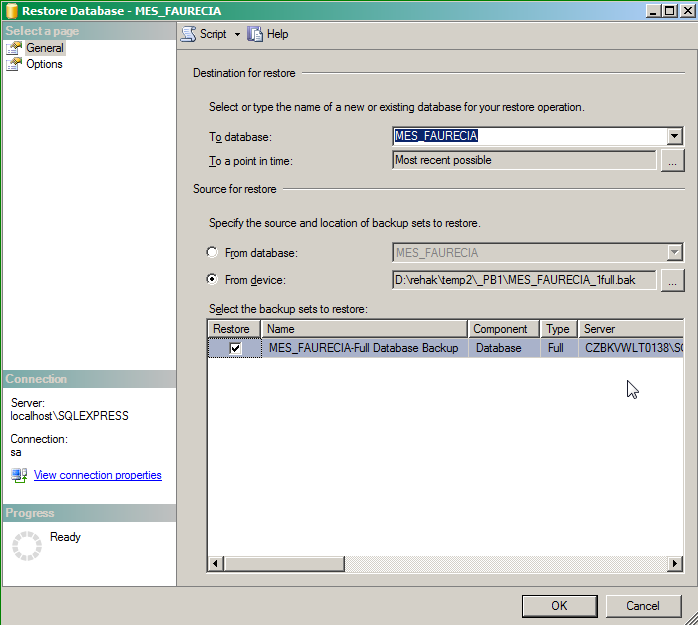 Restore Database - MES_FAURECIA
Select a page
General
Options
Script
Help
Destination for restore
Select or type the name of a new or existing database for your restore operation.
To database:
MES_FAURECIA
To a point in time:
Most recent possible
...
Source for restore
Specify the source and location of backup sets to restore.
From database:
MES_FAURECIA
From device:
D:\rehak\temp2\_PB1\MES_FAURECIA_1full.bak
...
Select the backup sets to restore:
Restore Name Component Type Server
MES_FAURECIA-Full Database Backup Database Full CZBKVWLT0138\SQ
Connection
Server:
localhost\SQLEXPRESS
Connection:
sa
View connection properties
Progress
Ready
OK
Cancel